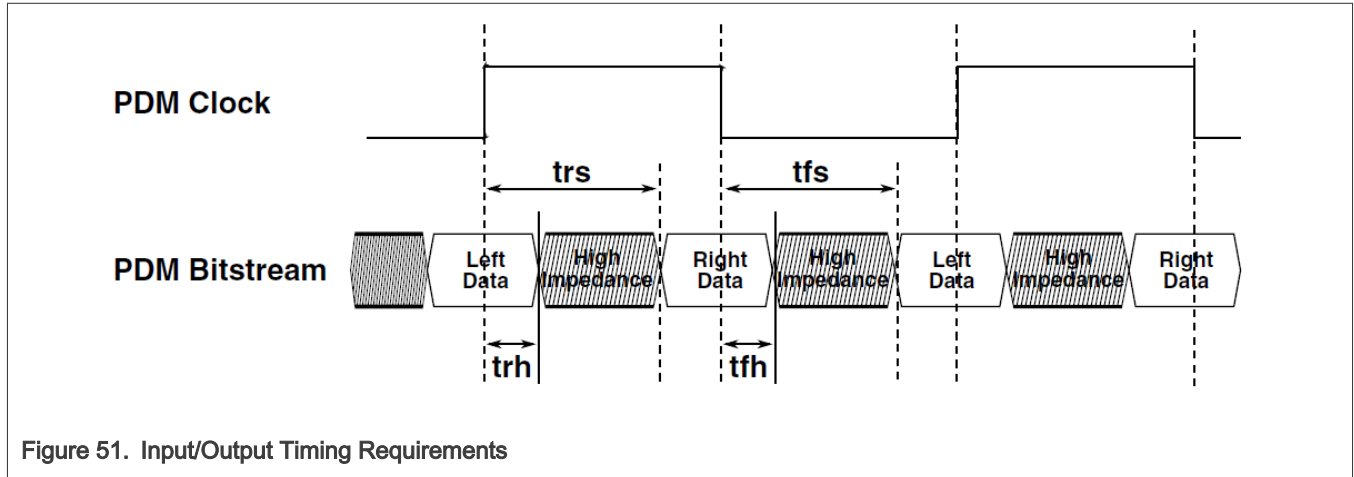 PDM Clock
trs
tfs
PDM Bitstream
Left
Data
High
Impedance
Right
Data
High
Impedance
Left
Data
High
Impedance
Right
Data
trh
tfh
Figure 51. Input/Output Timing Requirements